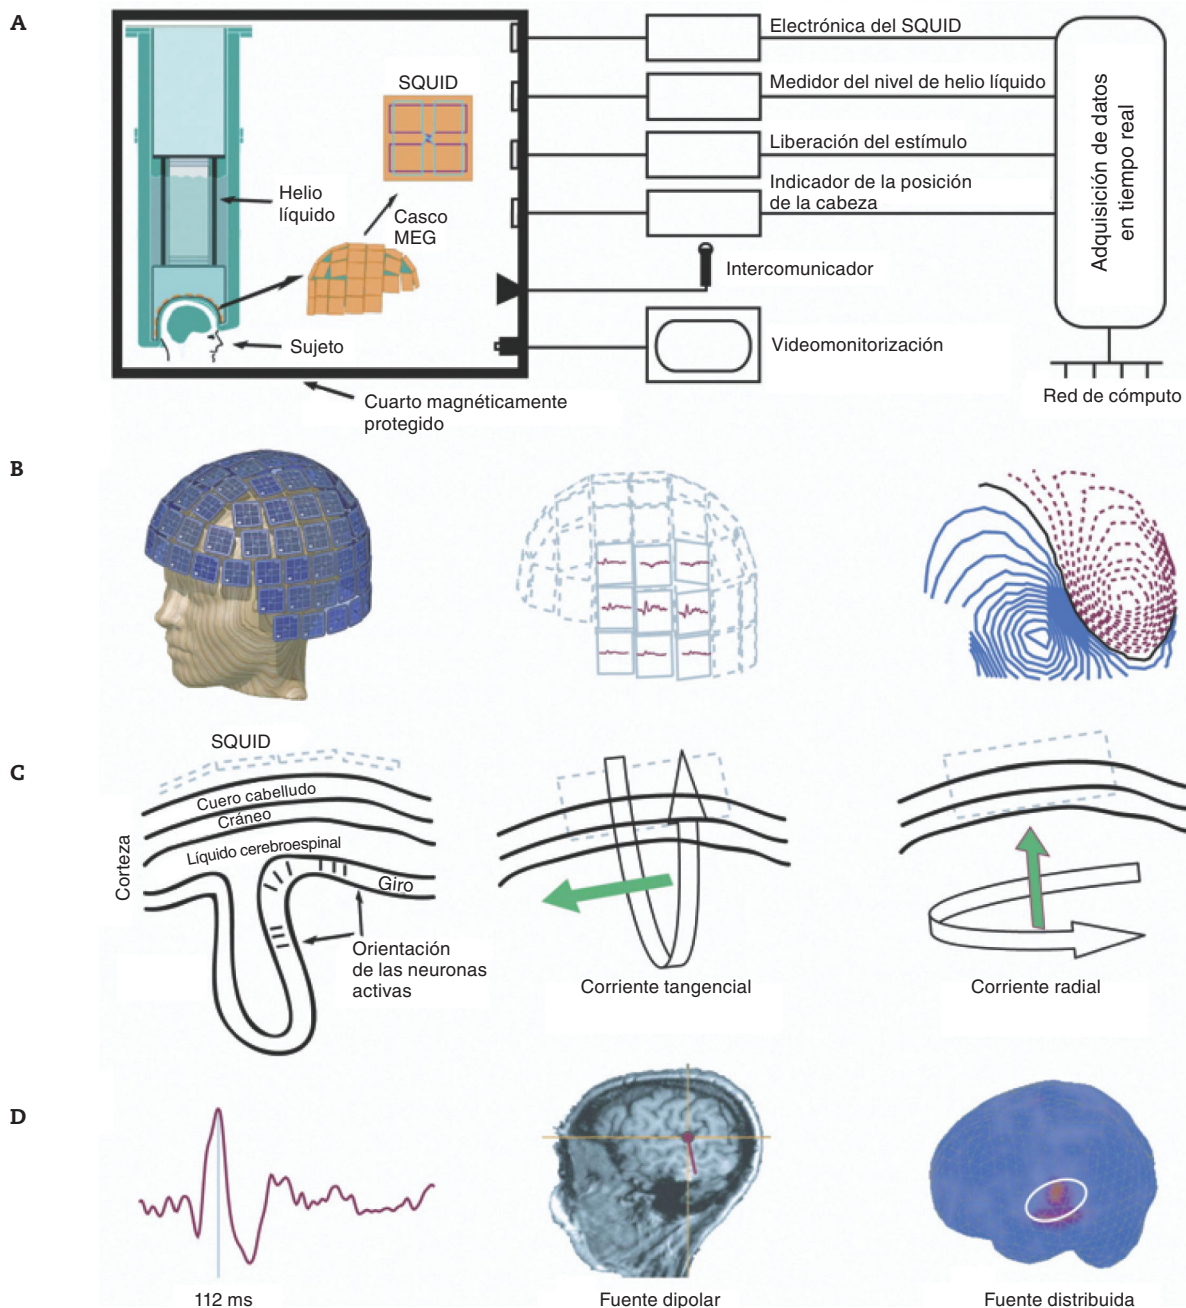 A
SQUID
Helio
líquido
Casco
MEG
Sujeto
Cuarto magnéticamente
protegido
Electrónica del SQUID
Medidor del nivel de helio líquido
Liberación del estímulo
Indicador de la posición
de la cabeza
Intercomunicador
Videomonitorización
Adquisición de datos
en tiempo real
Red de cómputo
B
C
SQUID
Cuero cabelludo
Cráneo
Líquido cerebroespinal
Corteza
Giro
Orientación
de las neuronas
activas
Corriente tangencial
Corriente radial
D
112 ms
Fuente dipolar
Fuente distribuida